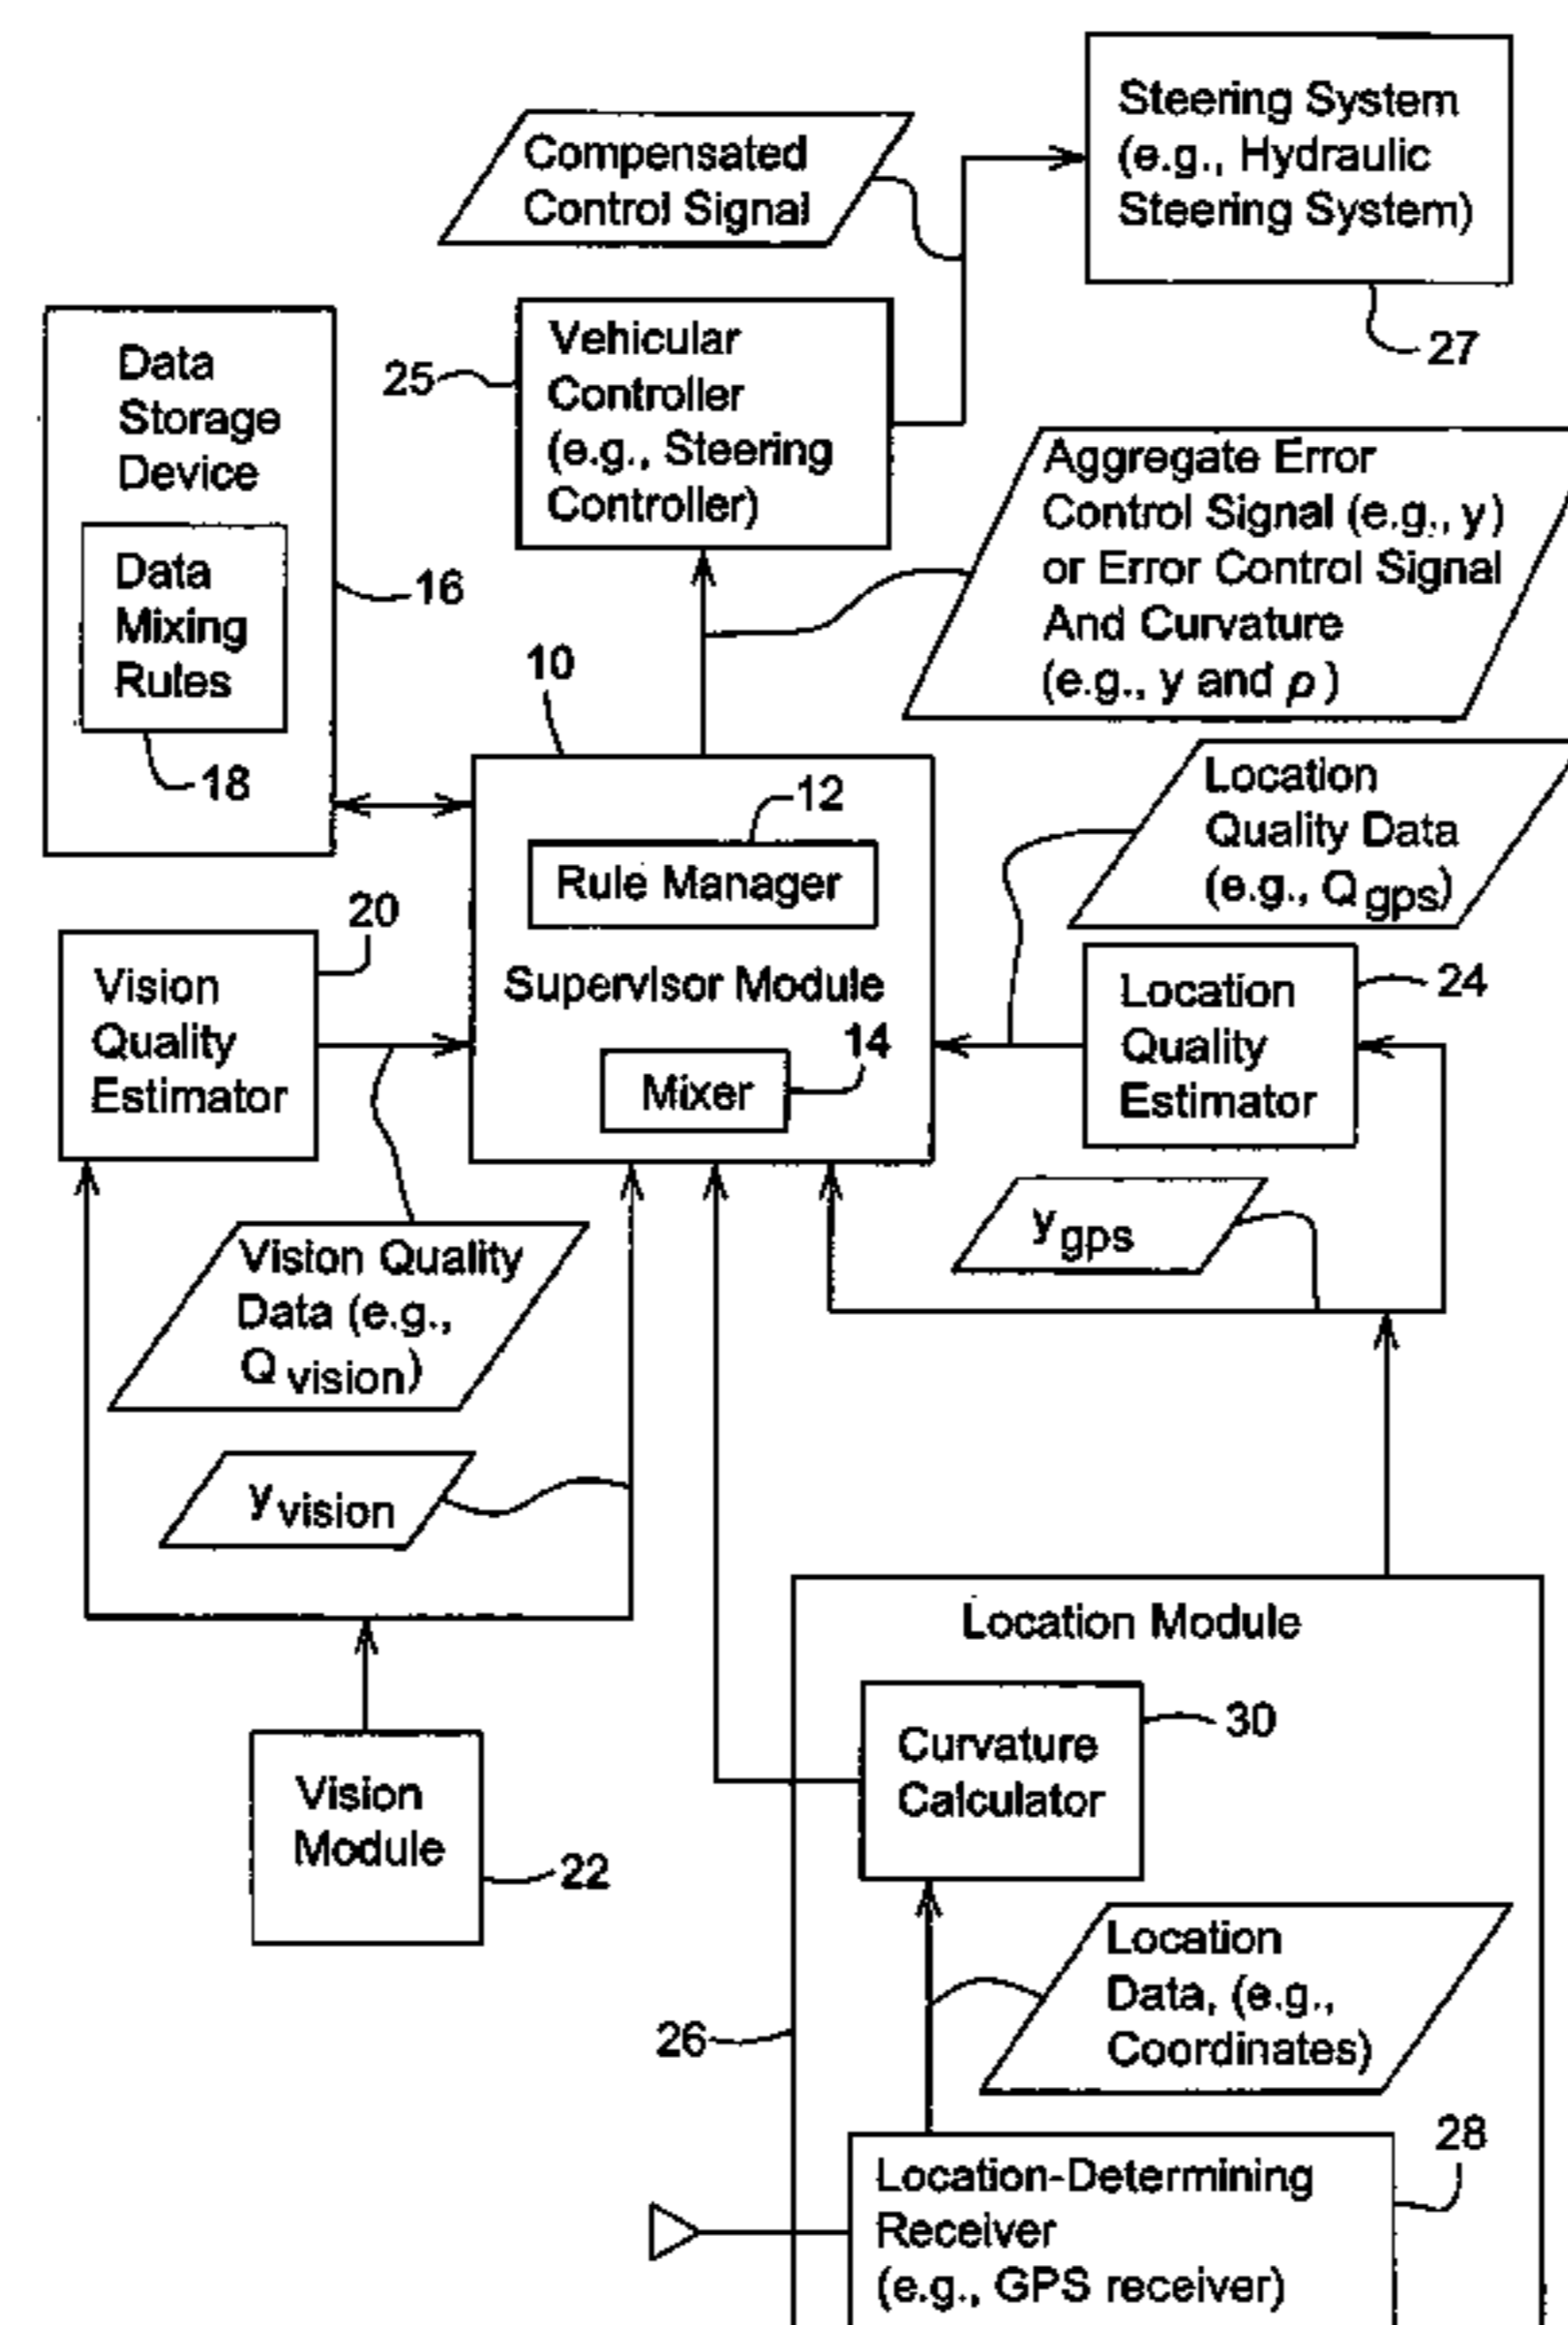 Steering System
(e.g., Hydraulic
Steering System)
27
Compensated
Control Signal
Vehicular
Controller
(e.g., Steering
Controller)
25
Data
Storage
Device
Data
Mixing
Rules
16
18
Aggregate Error
Control Signal (e.g., y)
or Error Control Signal
And Curvature
(e.g., y and ρ)
10
12
Rule Manager
Supervisor Module
14
Mixer
Location
Quality Data
(e.g., Q gps)
20
Vision
Quality
Estimator
Location
Quality
Estimator
24
y gps
Vision Quality
Data (e.g.,
Q vision)
y vision
Vision
Module
22
Location Module
Curvature
Calculator
30
Location
Data, (e.g.,
Coordinates)
26
28
Location-Determining
Receiver
(e.g., GPS receiver)